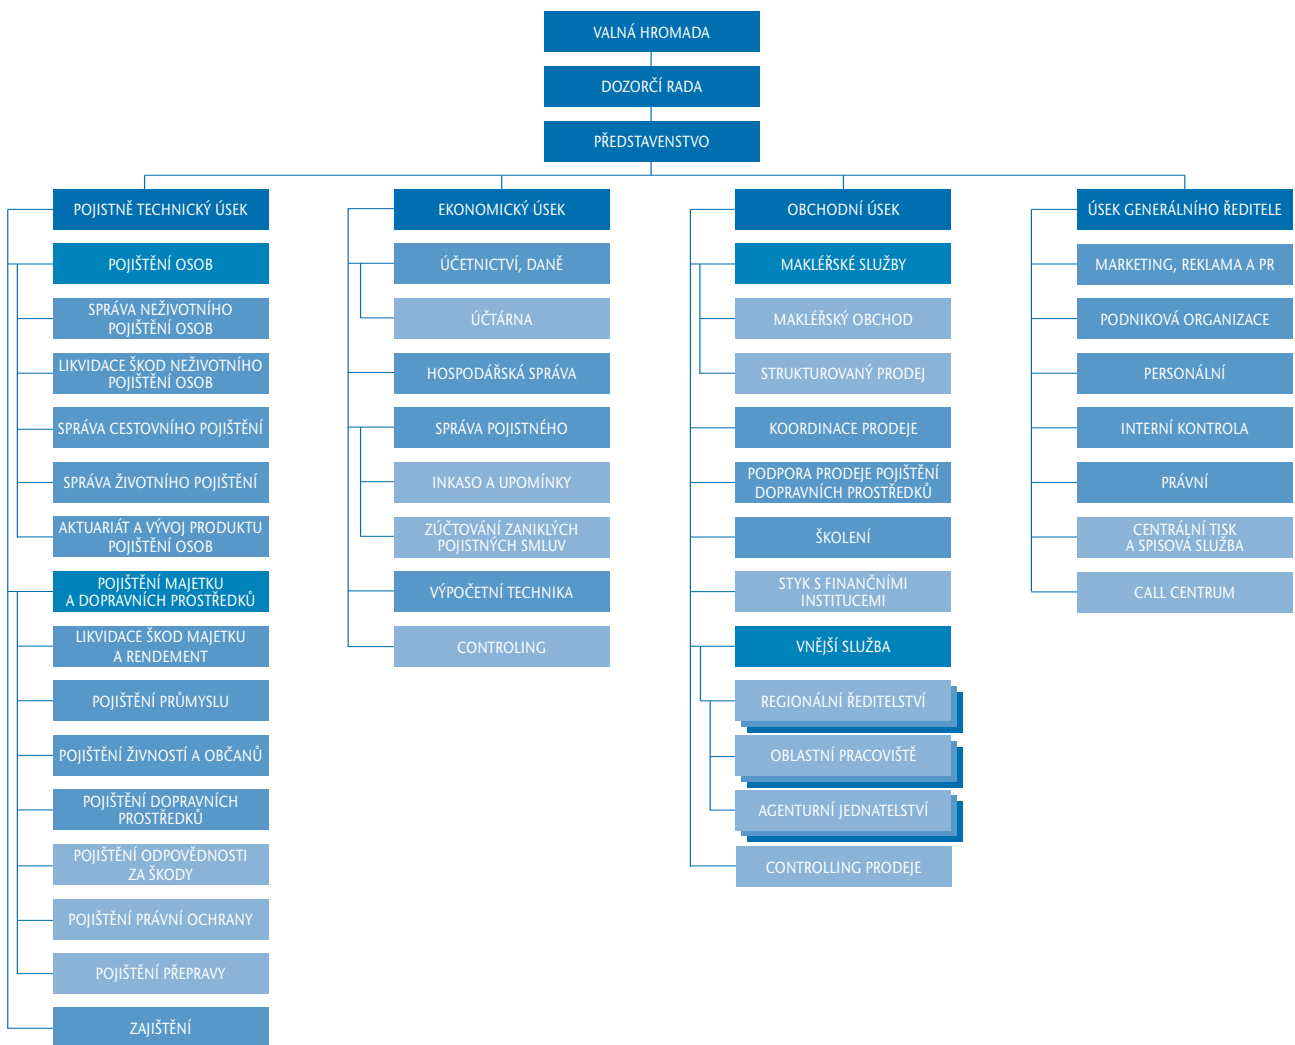 VALNÁ HROMADA
DOZORČÍ RADA
PŘEDSTAVENSTVO
POJISTNĚ TECHNICKÝ ÚSEK
POJIŠTĚNÍ OSOB
SPRÁVA NEŽIVOTNÍHO
POJIŠTĚNÍ OSOB
LIKVIDACE ŠKOD NEŽIVOTNÍHO
POJIŠTĚNÍ OSOB
SPRÁVA CESTOVNÍHO POJIŠTĚNÍ
SPRÁVA ŽIVOTNÍHO POJIŠTĚNÍ
AKTUARIÁT A VÝVOJ PRODUKTU
POJIŠTĚNÍ OSOB
POJIŠTĚNÍ MAJETKU
A DOPRAVNÍCH PROSTŘEDKŮ
LIKVIDACE ŠKOD MAJETKU
A RENDEMENT
POJIŠTĚNÍ PRŮMYSLU
POJIŠTĚNÍ ŽIVNOSTÍ A OBČANŮ
POJIŠTĚNÍ DOPRAVNÍCH
PROSTŘEDKŮ
POJIŠTĚNÍ ODPOVĚDNOSTI
ZA ŠKODY
POJIŠTĚNÍ PRÁVNÍ OCHRANY
POJIŠTĚNÍ PŘEPRAVY
ZAJIŠTĚNÍ
EKONOMICKÝ ÚSEK
ÚČETNICTVÍ, DANĚ
ÚČTÁRNA
HOSPODÁŘSKÁ SPRÁVA
SPRÁVA POJISTNÉHO
INKASO A UPOMÍNKY
ZÚČTOVÁNÍ ZANIKLÝCH
POJISTNÝCH SMLUV
VÝPOČETNÍ TECHNIKA
CONTROLING
OBCHODNÍ ÚSEK
MAKLÉŘSKÉ SLUŽBY
MAKLÉŘSKÝ OBCHOD
STRUKTUROVANÝ PRODEJ
KOORDINACE PRODEJE
PODPORA PRODEJE POJIŠTĚNÍ
DOPRAVNÍCH PROSTŘEDKŮ
ŠKOLENÍ
STYK S FINANČNÍMI
INSTITUCEMI
VNĚJŠÍ SLUŽBA
REGIONÁLNÍ ŘEDITELSTVÍ
OBLASTNÍ PRACOVIŠTĚ
AGENTURNÍ JEDNATELSTVÍ
CONTROLLING PRODEJE
ÚSEK GENERÁLNÍHO ŘEDITELE
MARKETING, REKLAMA A PR
PODNIKOVÁ ORGANIZACE
PERSONÁLNÍ
INTERNÍ KONTROLA
PRÁVNÍ
CENTRÁLNÍ TISK
A SPISOVÁ SLUŽBA
CALL CENTRUM